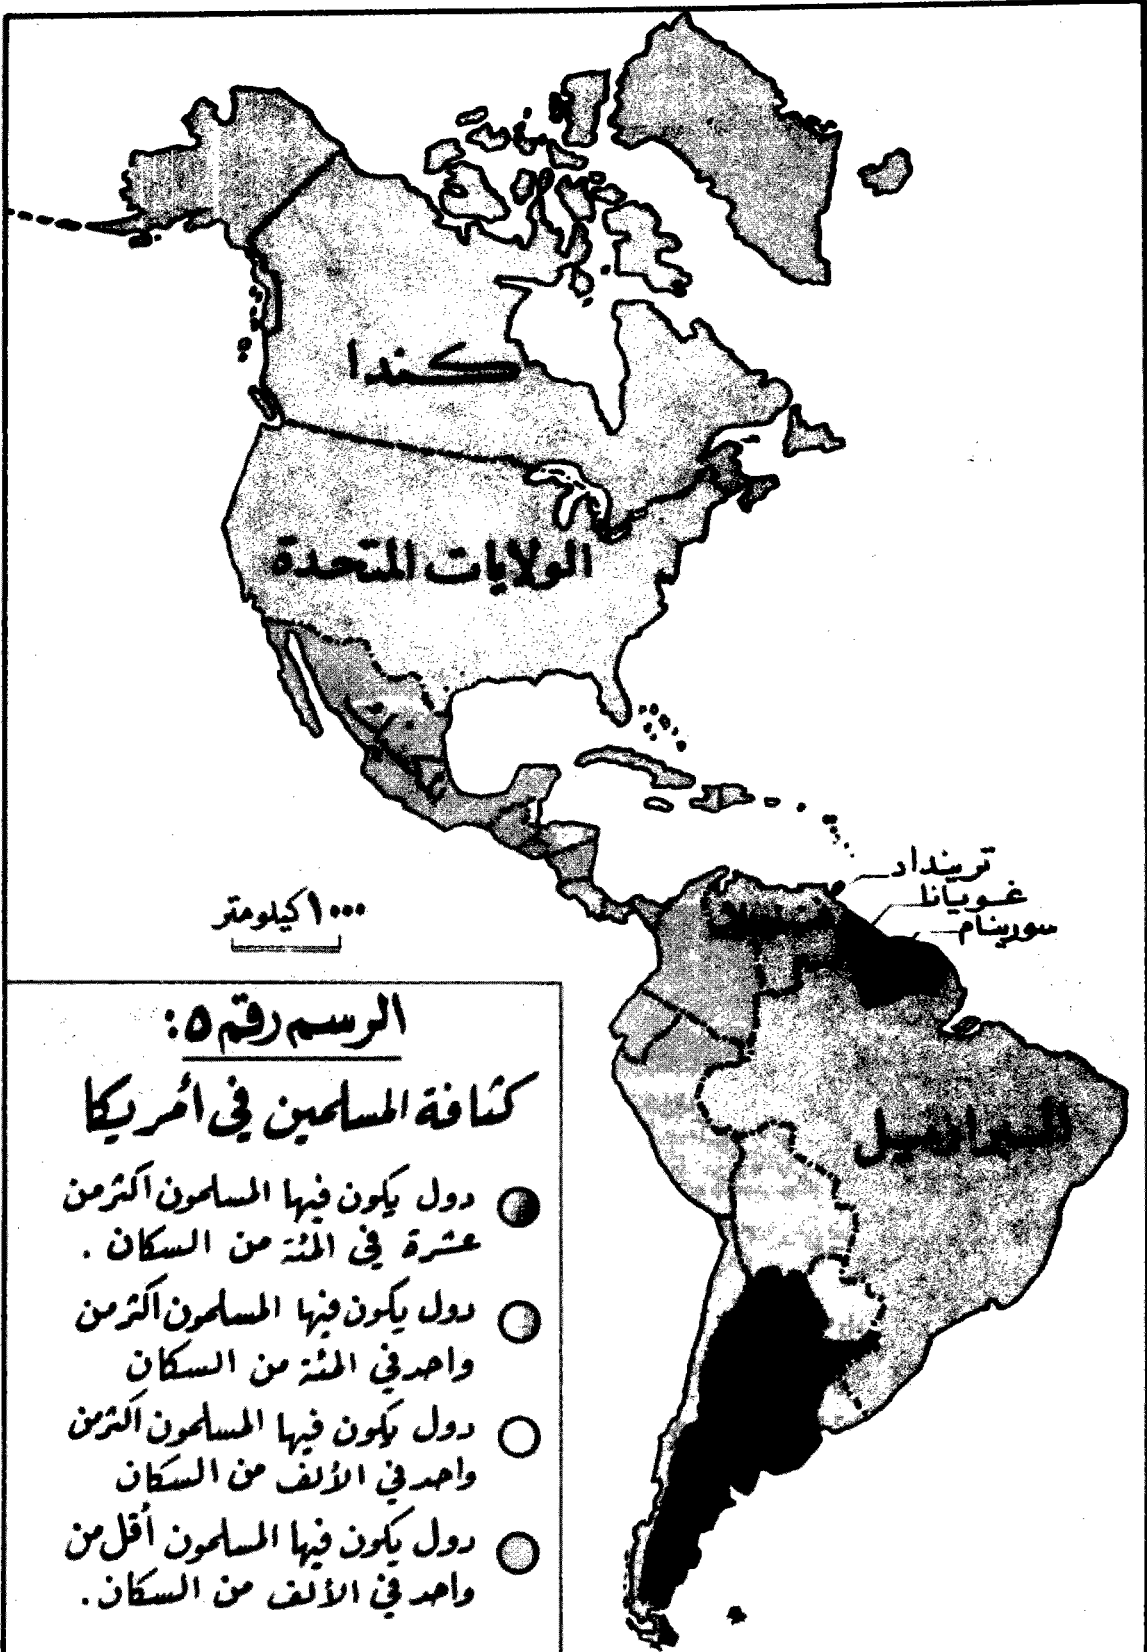 كندا
الولايات المتحدة
ترينداد
غويانا
سورينام
البرازيل
١٠٠٠ كيلومتر
الرسم رقم ٥:
كثافة المسلمين في أمريكا
دول يكون فيها المسلمون أكثر من
عشرة في المئة من السكان .
دول يكون فيها المسلمون أكثر من
واحد في المئة من السكان
دول يكون فيها المسلمون أكثر من
واحد في الألف من السكان
دول يكون فيها المسلمون أقل من
واحد في الألف من السكان .